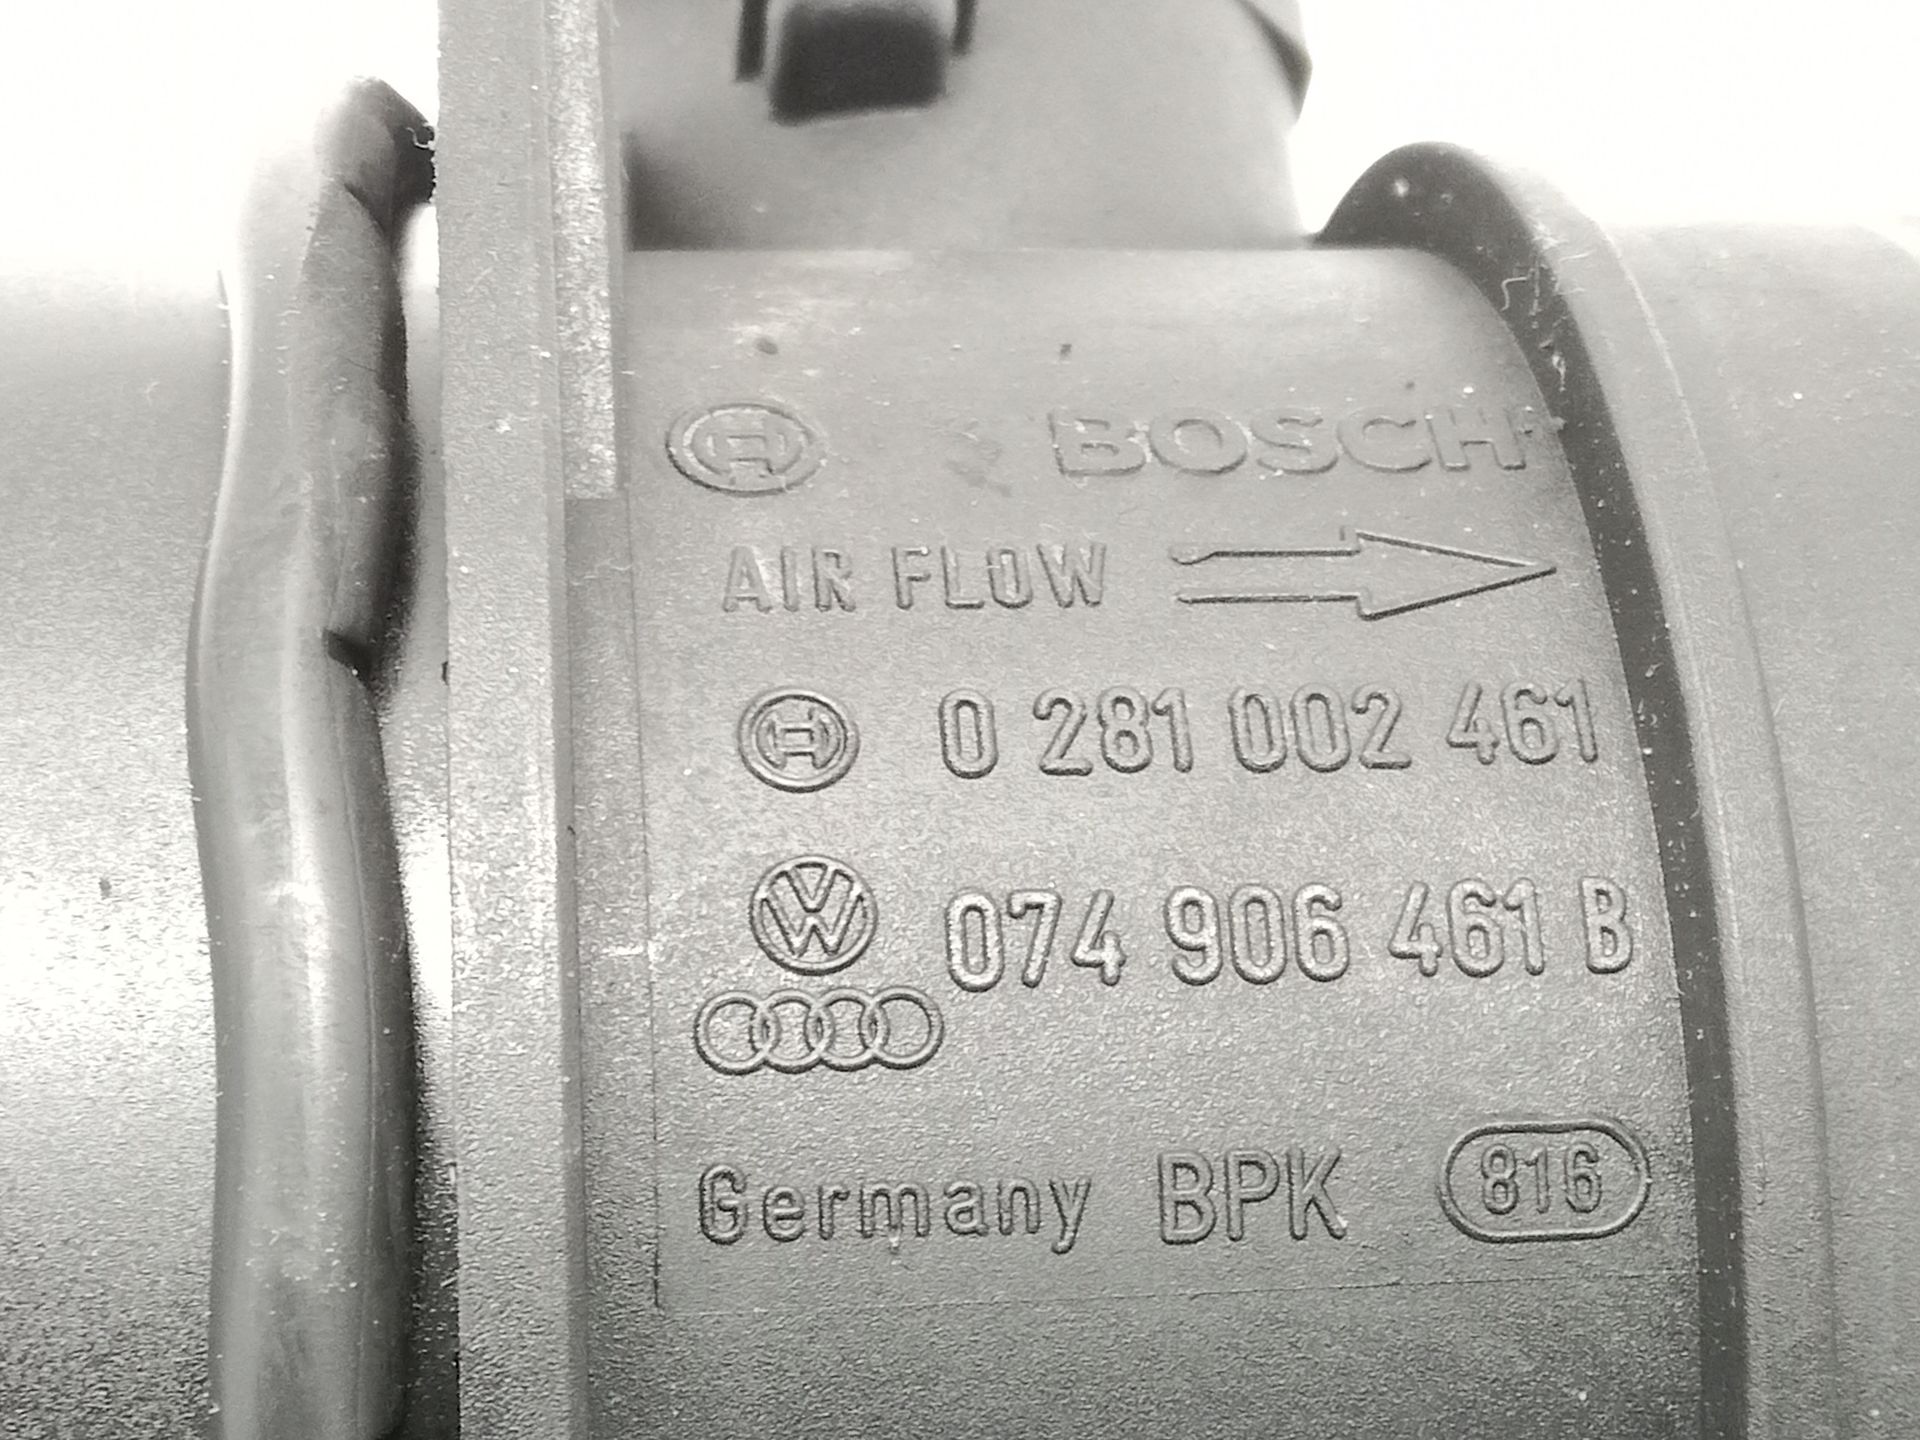 BOSCH
AIR FLOW
0 281 002 461
074 906 461 B
Germany BPK 816